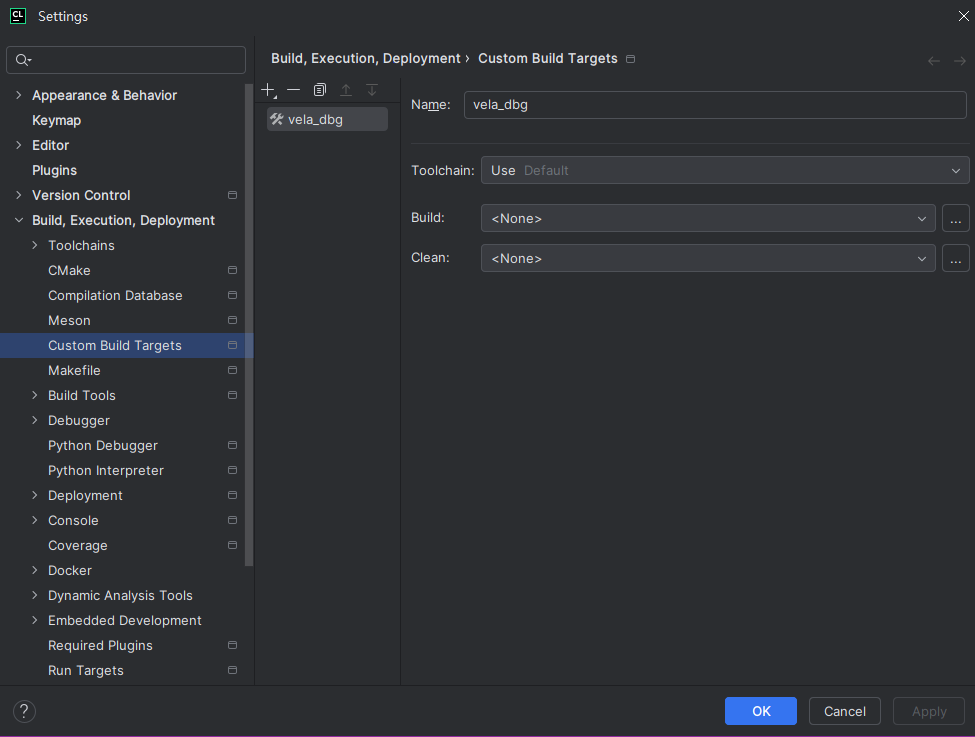 CL Settings
Build, Execution, Deployment › Custom Build Targets
Appearance & Behavior
Keymap
Editor
Plugins
Version Control
Build, Execution, Deployment
Toolchains
CMake
Compilation Database
Meson
Custom Build Targets
Makefile
Build Tools
Debugger
Python Debugger
Python Interpreter
Deployment
Console
Coverage
Docker
Dynamic Analysis Tools
Embedded Development
Required Plugins
Run Targets
vela_dbg
Name: vela_dbg
Toolchain: Use Default
Build: <None> ...
Clean: <None> ...
? OK Cancel Apply